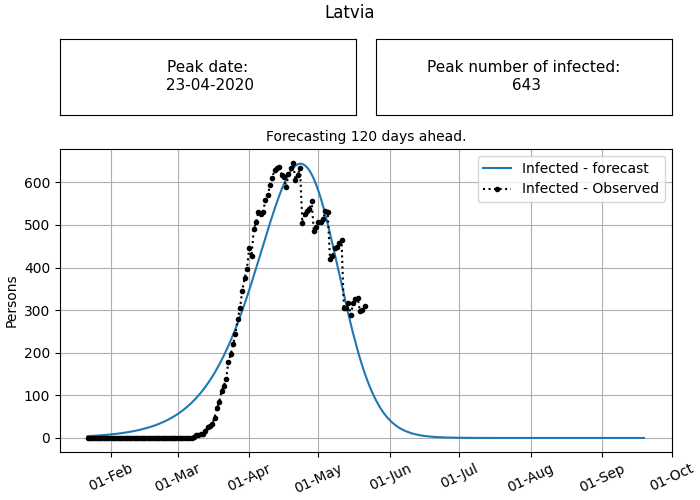 Latvia
Peak date:
23-04-2020
Peak number of infected:
643
Forecasting 120 days ahead.
Infected - forecast
Infected - Observed
Persons
600
500
400
300
200
100
0
01-Feb
01-Mar
01-Apr
01-May
01-Jun
01-Jul
01-Aug
01-Sep
01-Oct